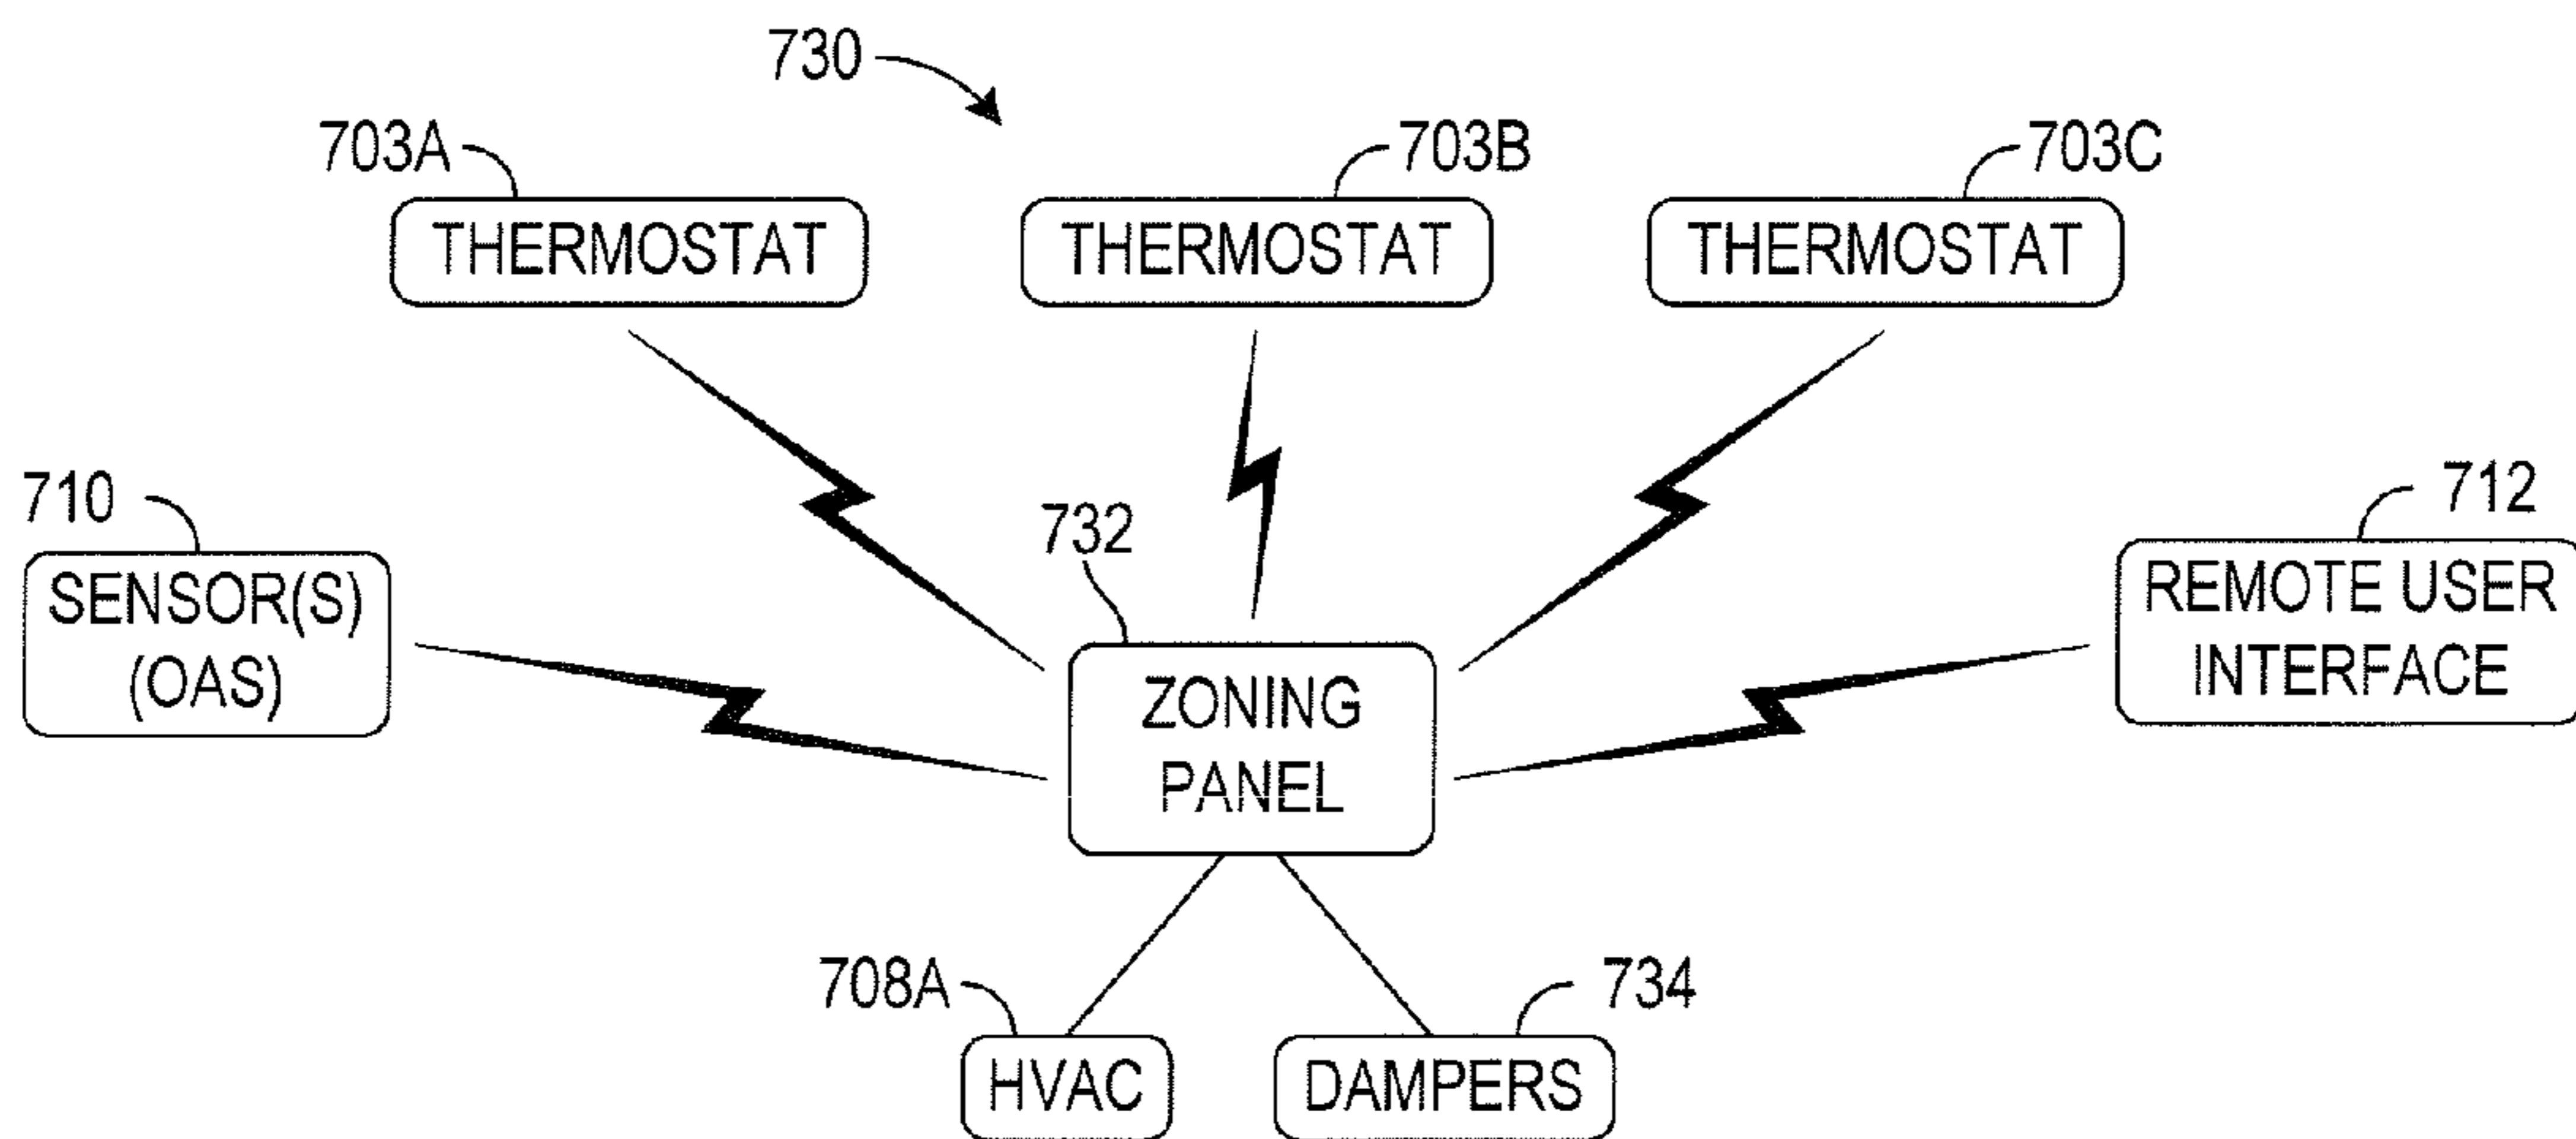 730
703A
703B
703C
THERMOSTAT
THERMOSTAT
THERMOSTAT
710
732
712
SENSOR(S)
(OAS)
REMOTE USER
INTERFACE
ZONING
PANEL
708A
734
HVAC
DAMPERS